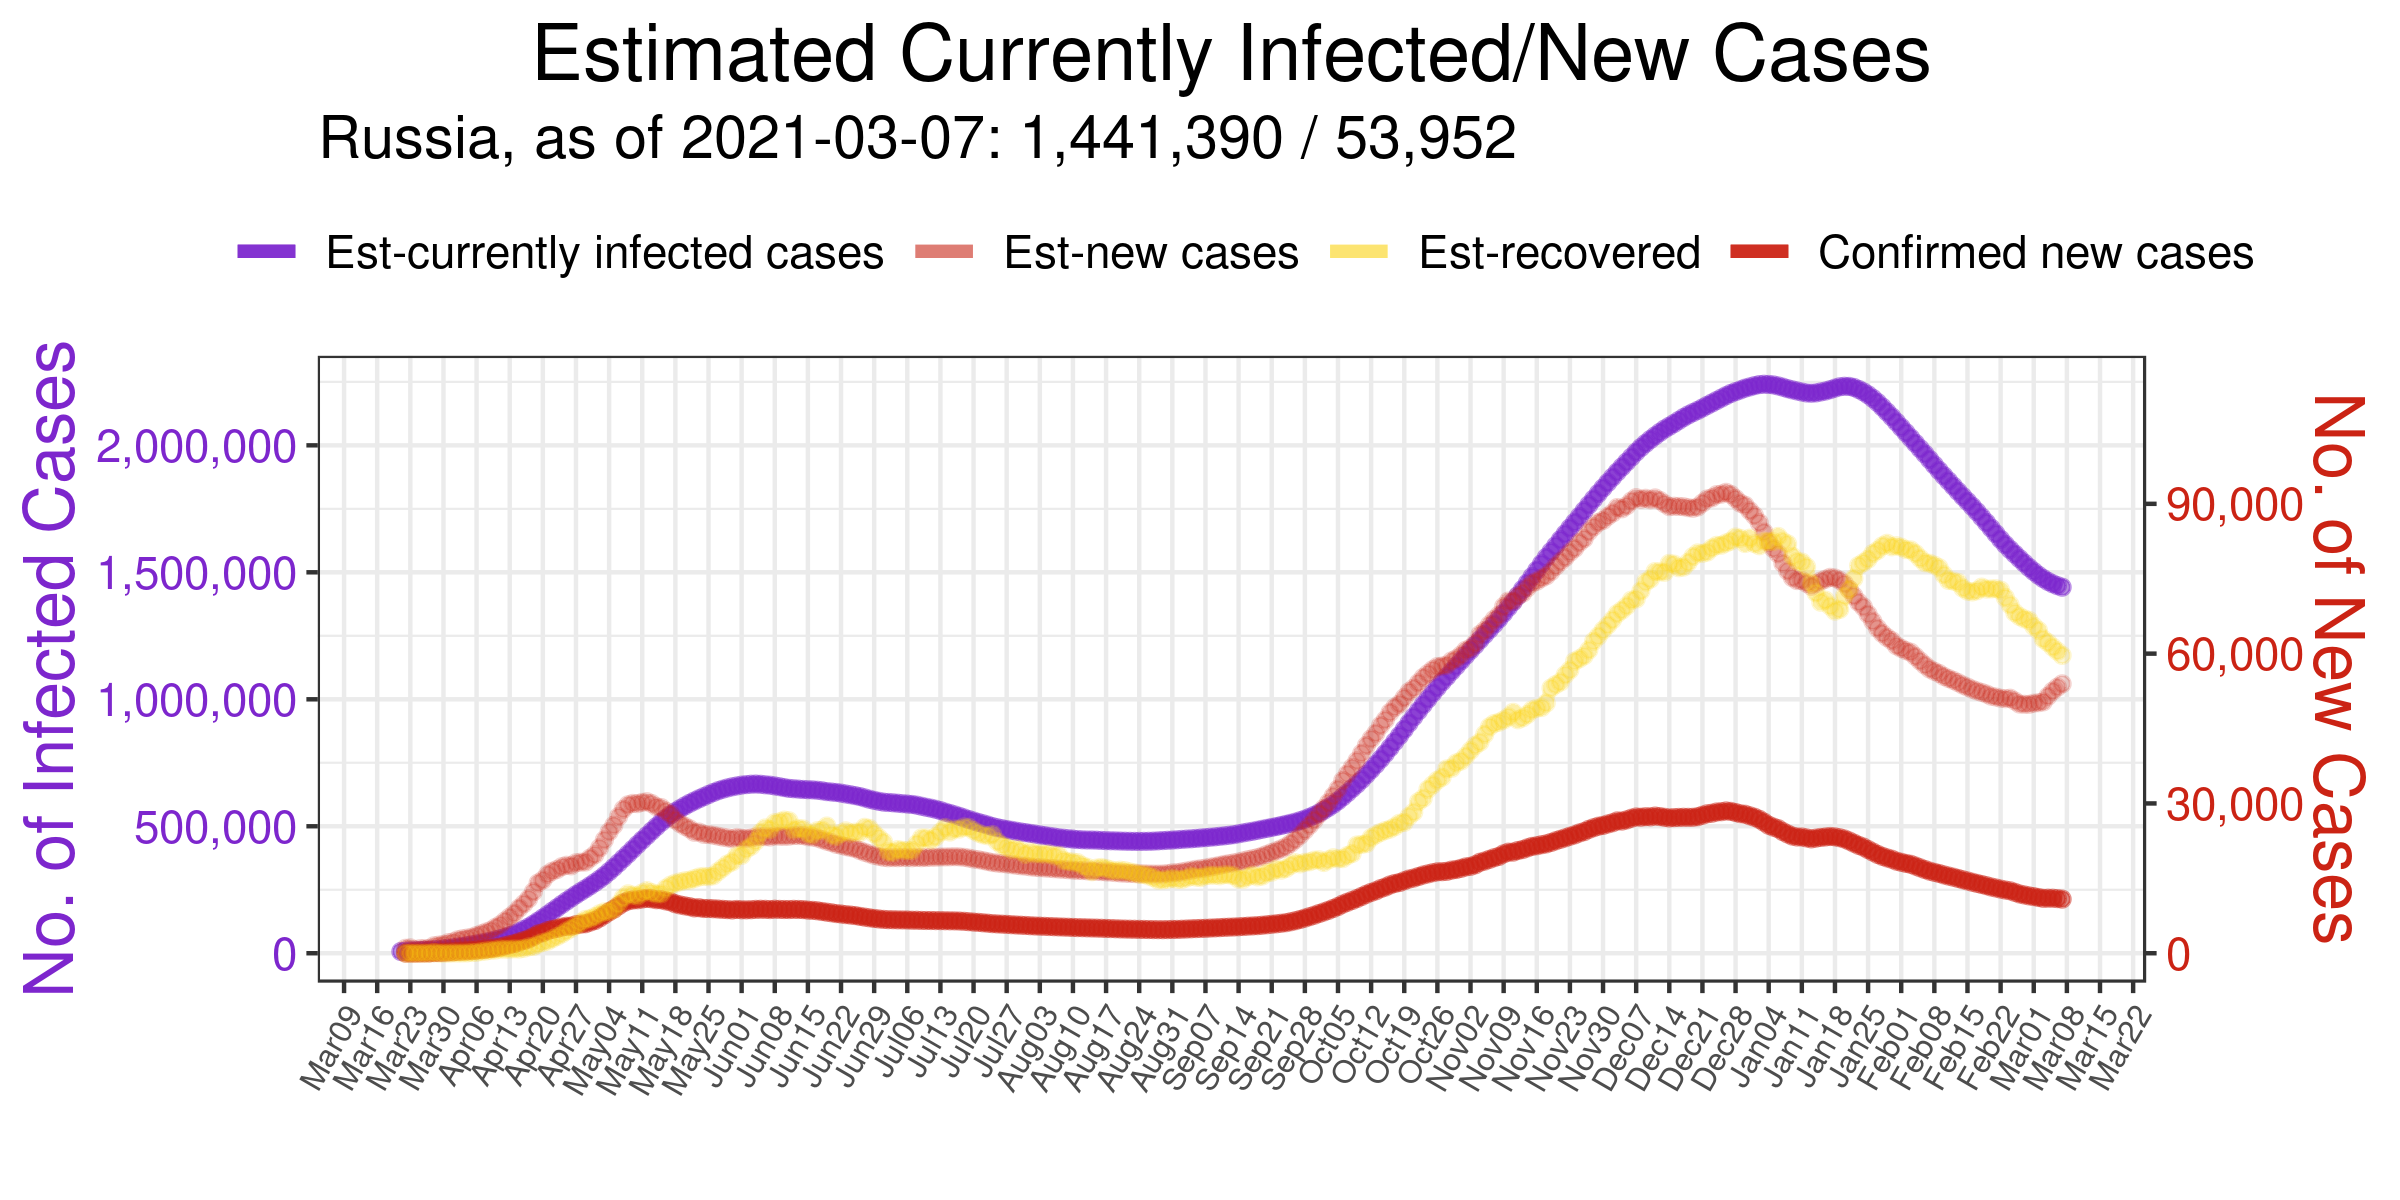 Estimated Currently Infected/New Cases
Russia, as of 2021-03-07: 1,441,390 / 53,952
Est-currently infected cases Est-new cases Est-recovered Confirmed new cases
No. of Infected Cases
2,000,000
1,500,000
1,000,000
500,000
0
No. of New Cases
90,000
60,000
30,000
0
Mar09 Mar16 Mar23 Mar30 Apr06 Apr13 Apr20 Apr27 May04 May11 May18 May25 Jun01 Jun08 Jun15 Jun22 Jun29 Jul06 Jul13 Jul20 Jul27 Aug03 Aug10 Aug17 Aug24 Aug31 Sep07 Sep14 Sep21 Sep28 Oct05 Oct12 Oct19 Oct26 Nov02 Nov09 Nov16 Nov23 Nov30 Dec07 Dec14 Dec21 Dec28 Jan04 Jan11 Jan18 Jan25 Feb01 Feb08 Feb15 Feb22 Mar01 Mar08 Mar15 Mar22